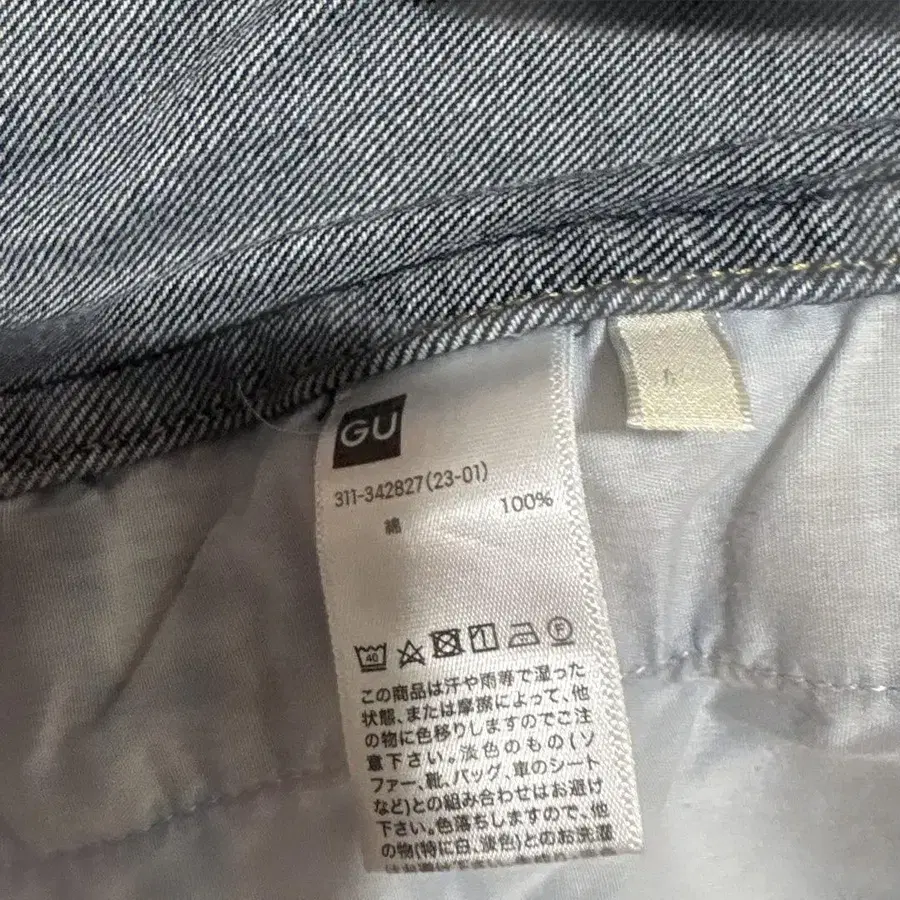 GU
311-342827(23-01)
綿 100%
40
この商品は汗や雨等で湿った
状態、または摩擦によって、他
の物に色移りしますのでご注
意下さい。淡色のもの(ソ
ファー、靴、バッグ、車のシート
など)との組み合わせはお避け
下さい。色落ちしますので、他
の物(特に白、淡色)とのお洗濯